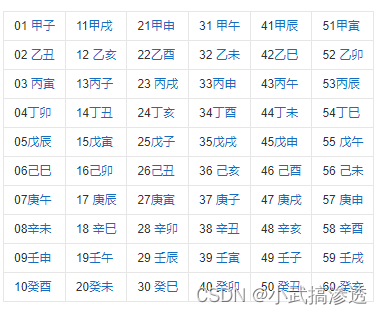 01 甲子 11甲戌 21甲申 31 甲午 41甲辰 51甲寅
02 乙丑 12 乙亥 22乙酉 32 乙未 42乙巳 52 乙卯
03 丙寅 13丙子 23 丙戌 33丙申 43丙午 53丙辰
04丁卯 14丁丑 24丁亥 34丁酉 44丁未 54丁巳
05戊辰 15戊寅 25戊子 35戊戌 45戊申 55 戊午
06己巳 16己卯 26己丑 36 己亥 46 己酉 56 己未
07庚午 17 庚辰 27庚寅 37 庚子 47 庚戌 57 庚申
08辛未 18 辛巳 28 辛卯 38 辛丑 48 辛亥 58 辛酉
09壬申 19壬午 29 壬辰 39 壬寅 49 壬子 59 壬戌
10癸酉 20癸未 30 癸巳 40 癸卯 50 癸丑 60 癸亥
CSDN @小武搞渗透